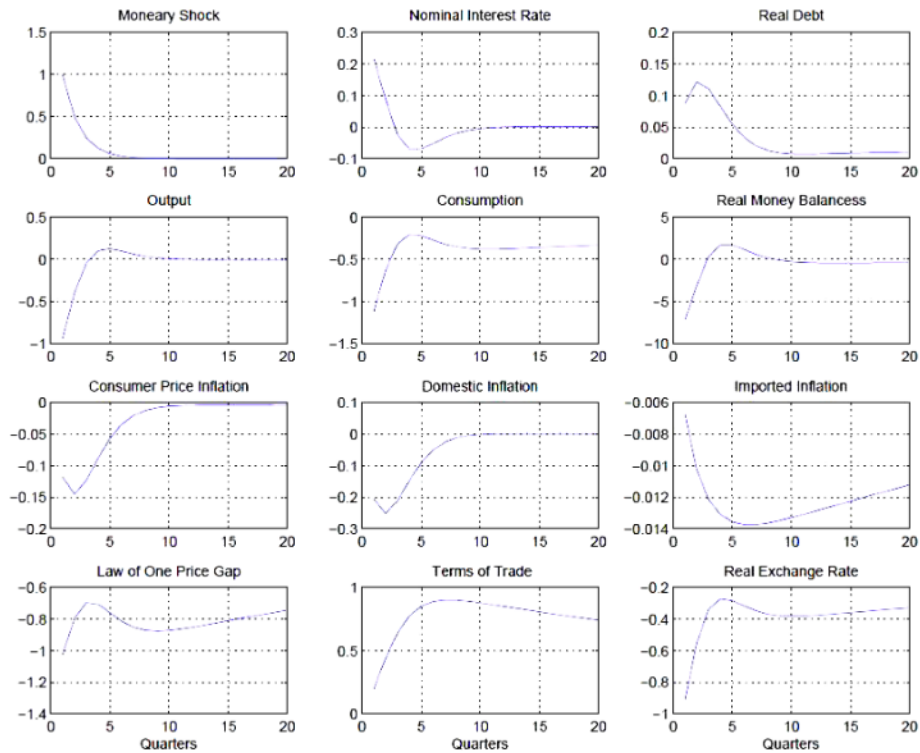 Moneary Shock Nominal Interest Rate Real Debt
1.5 0.3 0.2
0.2 0.15
1 0.1 0.1
0.5 0 0.05
0 −0.1 0
0 5 10 15 20 0 5 10 15 20 0 5 10 15 20
Output Consumption Real Money Balancess
0.5 0 5
0 −0.5 0
−0.5 −1 −5
−1 −1.5 −10
0 5 10 15 20 0 5 10 15 20 0 5 10 15 20
Consumer Price Inflation Domestic Inflation Imported Inflation
0 0.1 −0.006
−0.05 0 −0.008
−0.1 −0.1 −0.01
−0.15 −0.2 −0.012
−0.2 −0.3 −0.014
0 5 10 15 20 0 5 10 15 20 0 5 10 15 20
Law of One Price Gap Terms of Trade Real Exchange Rate
−0.6 1 −0.2
−0.8 −0.4
−1 0.5 −0.6
−1.2 −0.8
−1.4 0 −1
0 5 10 15 20 0 5 10 15 20 0 5 10 15 20
Quarters Quarters Quarters